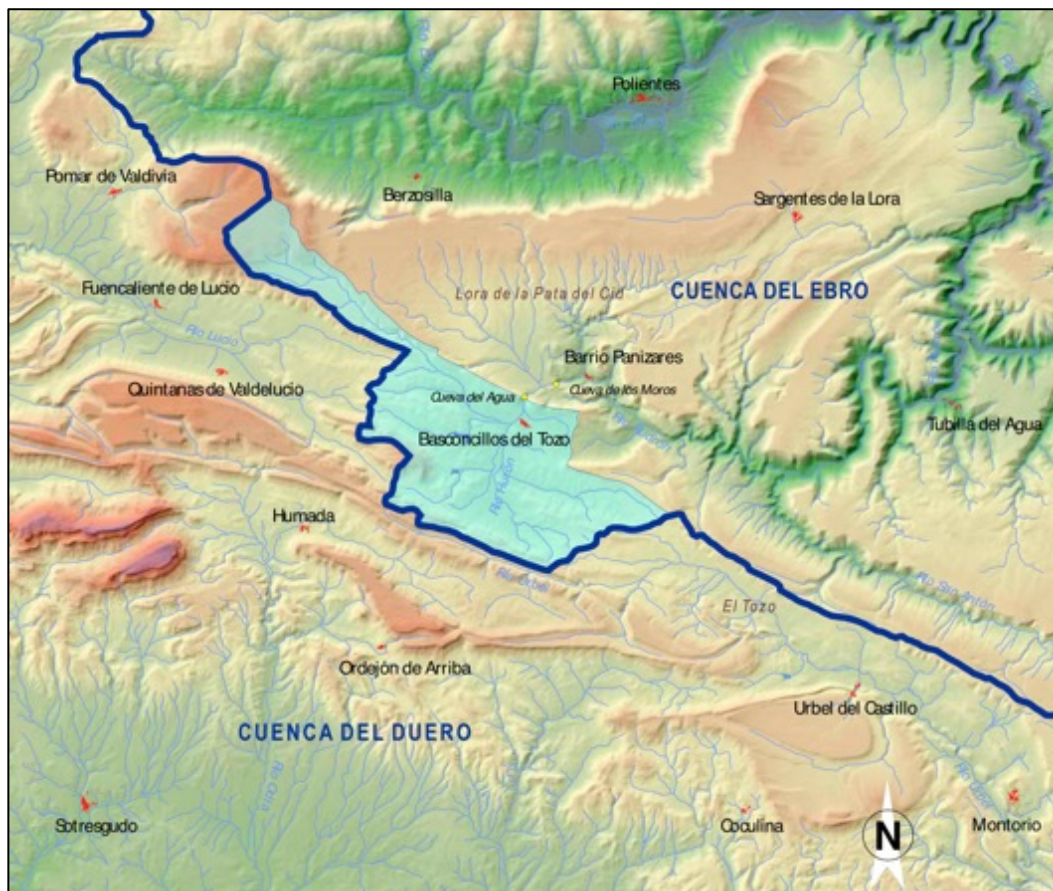 Polientes
Pomar de Valdivia
Berzosilla
Sargentes de la Lora
Fuencaliente de Lucio
Lora de la Pata del Cid
CUENCA DEL EBRO
Río Lucio
Barrio Panizares
Quintanas de Valdelucio
Cueva del Agua
Cueva de los Moros
Basconcillos del Tozo
Tubilla del Agua
Río Hurón
Humada
Río Urbel
Río San Antón
El Tozo
Ordejón de Arriba
Urbel del Castillo
CUENCA DEL DUERO
Sotresgudo
Coculina
N
Montorio